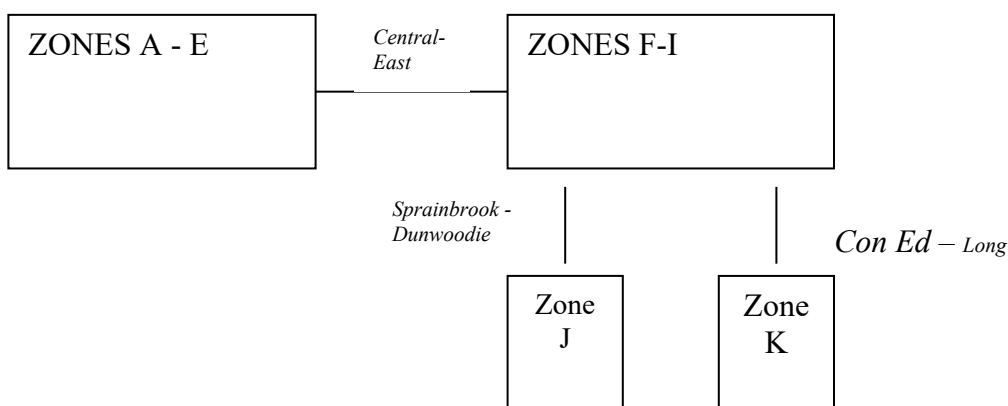 ZONES A - E
Central-
East
ZONES F-I
Sprainbrook -
Dunwoodie
Con Ed – Long
Zone
J
Zone
K